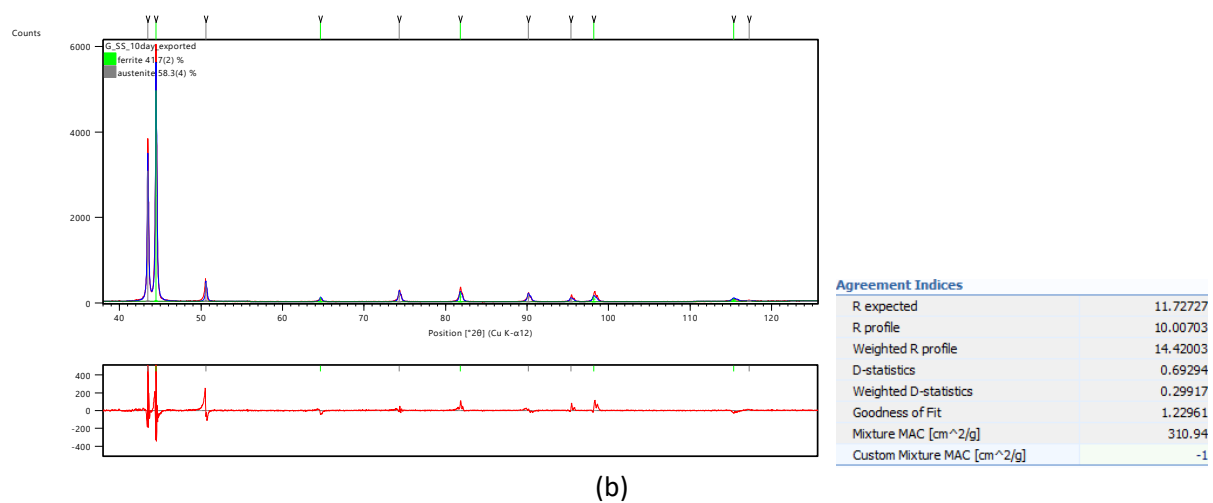 Counts
6000
G_SS_10day_exported
ferrite 41.7(2) %
austenite 58.3(4) %
4000
2000
0
40 50 60 70 80 90 100 110 120
Position [°2θ] (Cu K-α12)
400
200
0
-200
-400
Agreement Indices
R expected 11.72727
R profile 10.00703
Weighted R profile 14.42003
D-statistics 0.69294
Weighted D-statistics 0.29917
Goodness of Fit 1.22961
Mixture MAC [cm^2/g] 310.94
Custom Mixture MAC [cm^2/g] -1
(b)